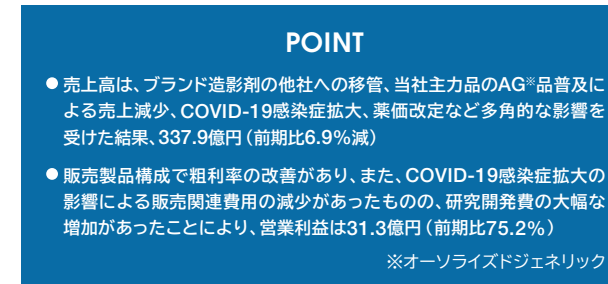 POINT
●売上高は、ブランド造影剤の他社への移管、当社主力品のAG※品普及に
よる売上減少、COVID-19感染症拡大、薬価改定など多角的な影響を
受けた結果、337.9億円（前期比6.9%減）
●販売製品構成で粗利率の改善があり、また、COVID-19感染症拡大の
影響による販売関連費用の減少があったものの、研究開発費の大幅な
増加があったことにより、営業利益は31.3億円（前期比75.2%）
※オーソライズドジェネリック